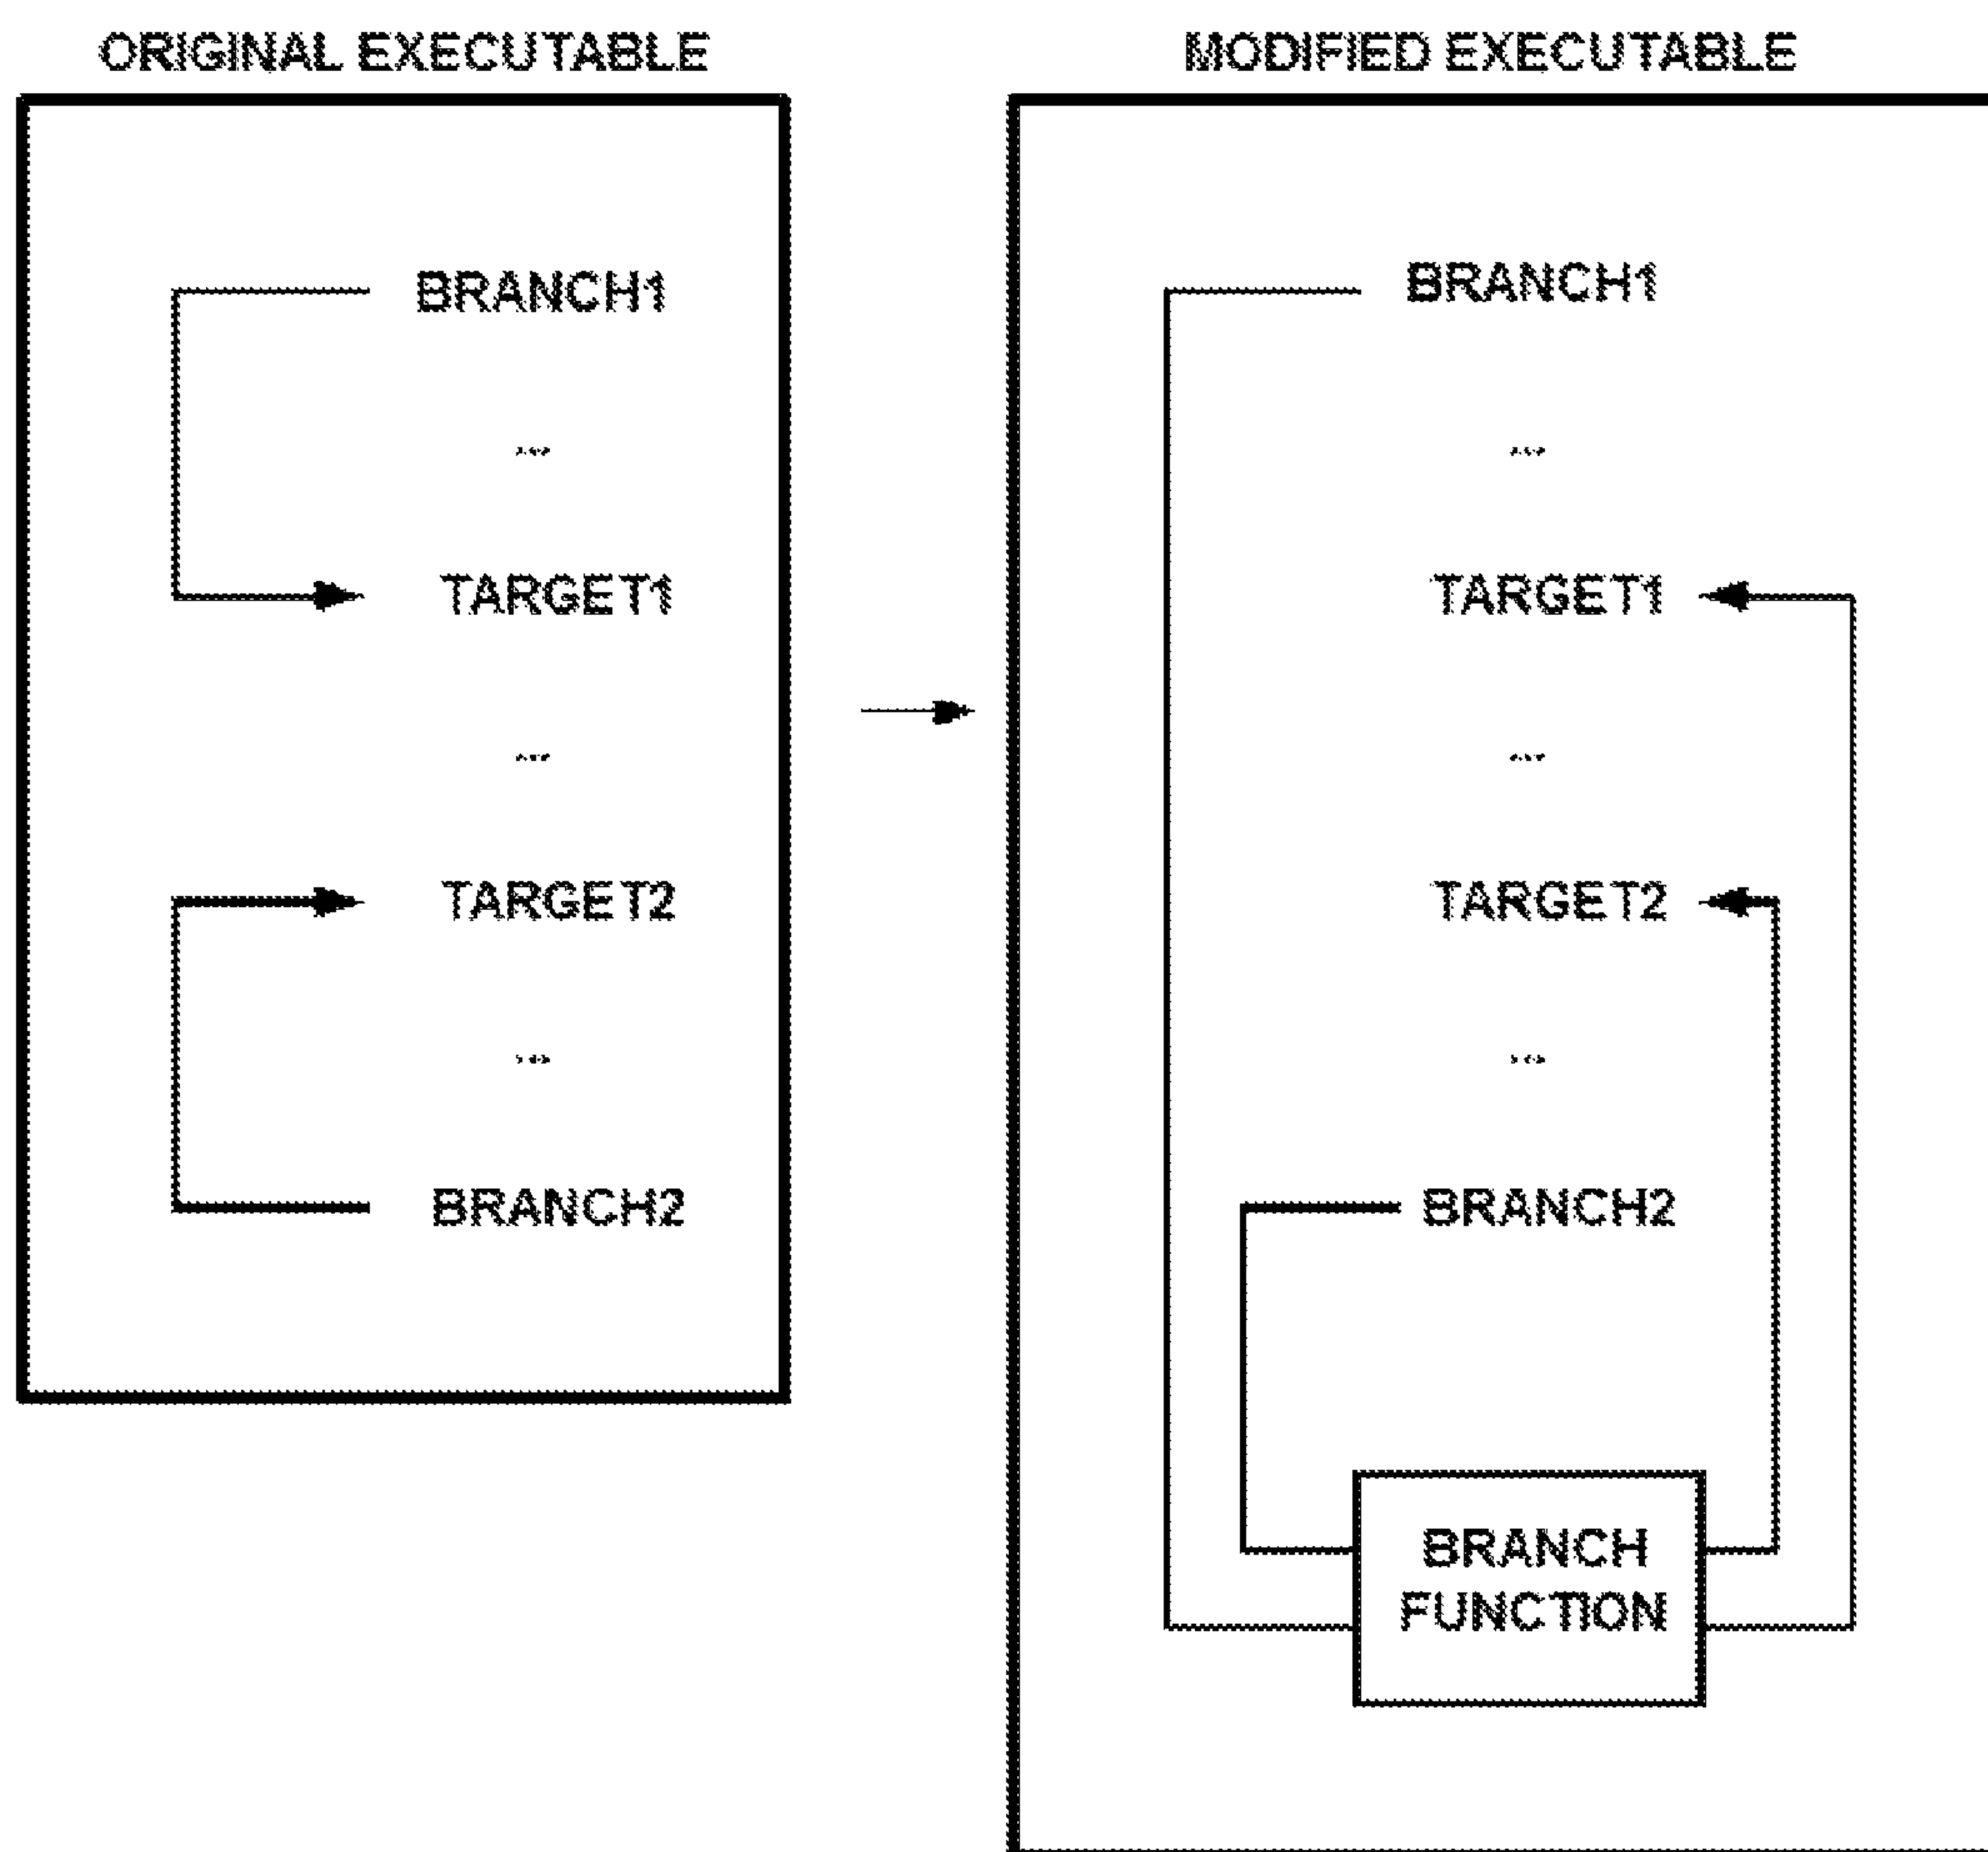 ORIGINAL EXECUTABLE
BRANCH1
...
TARGET1
...
TARGET2
...
BRANCH2
MODIFIED EXECUTABLE
BRANCH1
...
TARGET1
...
TARGET2
...
BRANCH2
BRANCH
FUNCTION